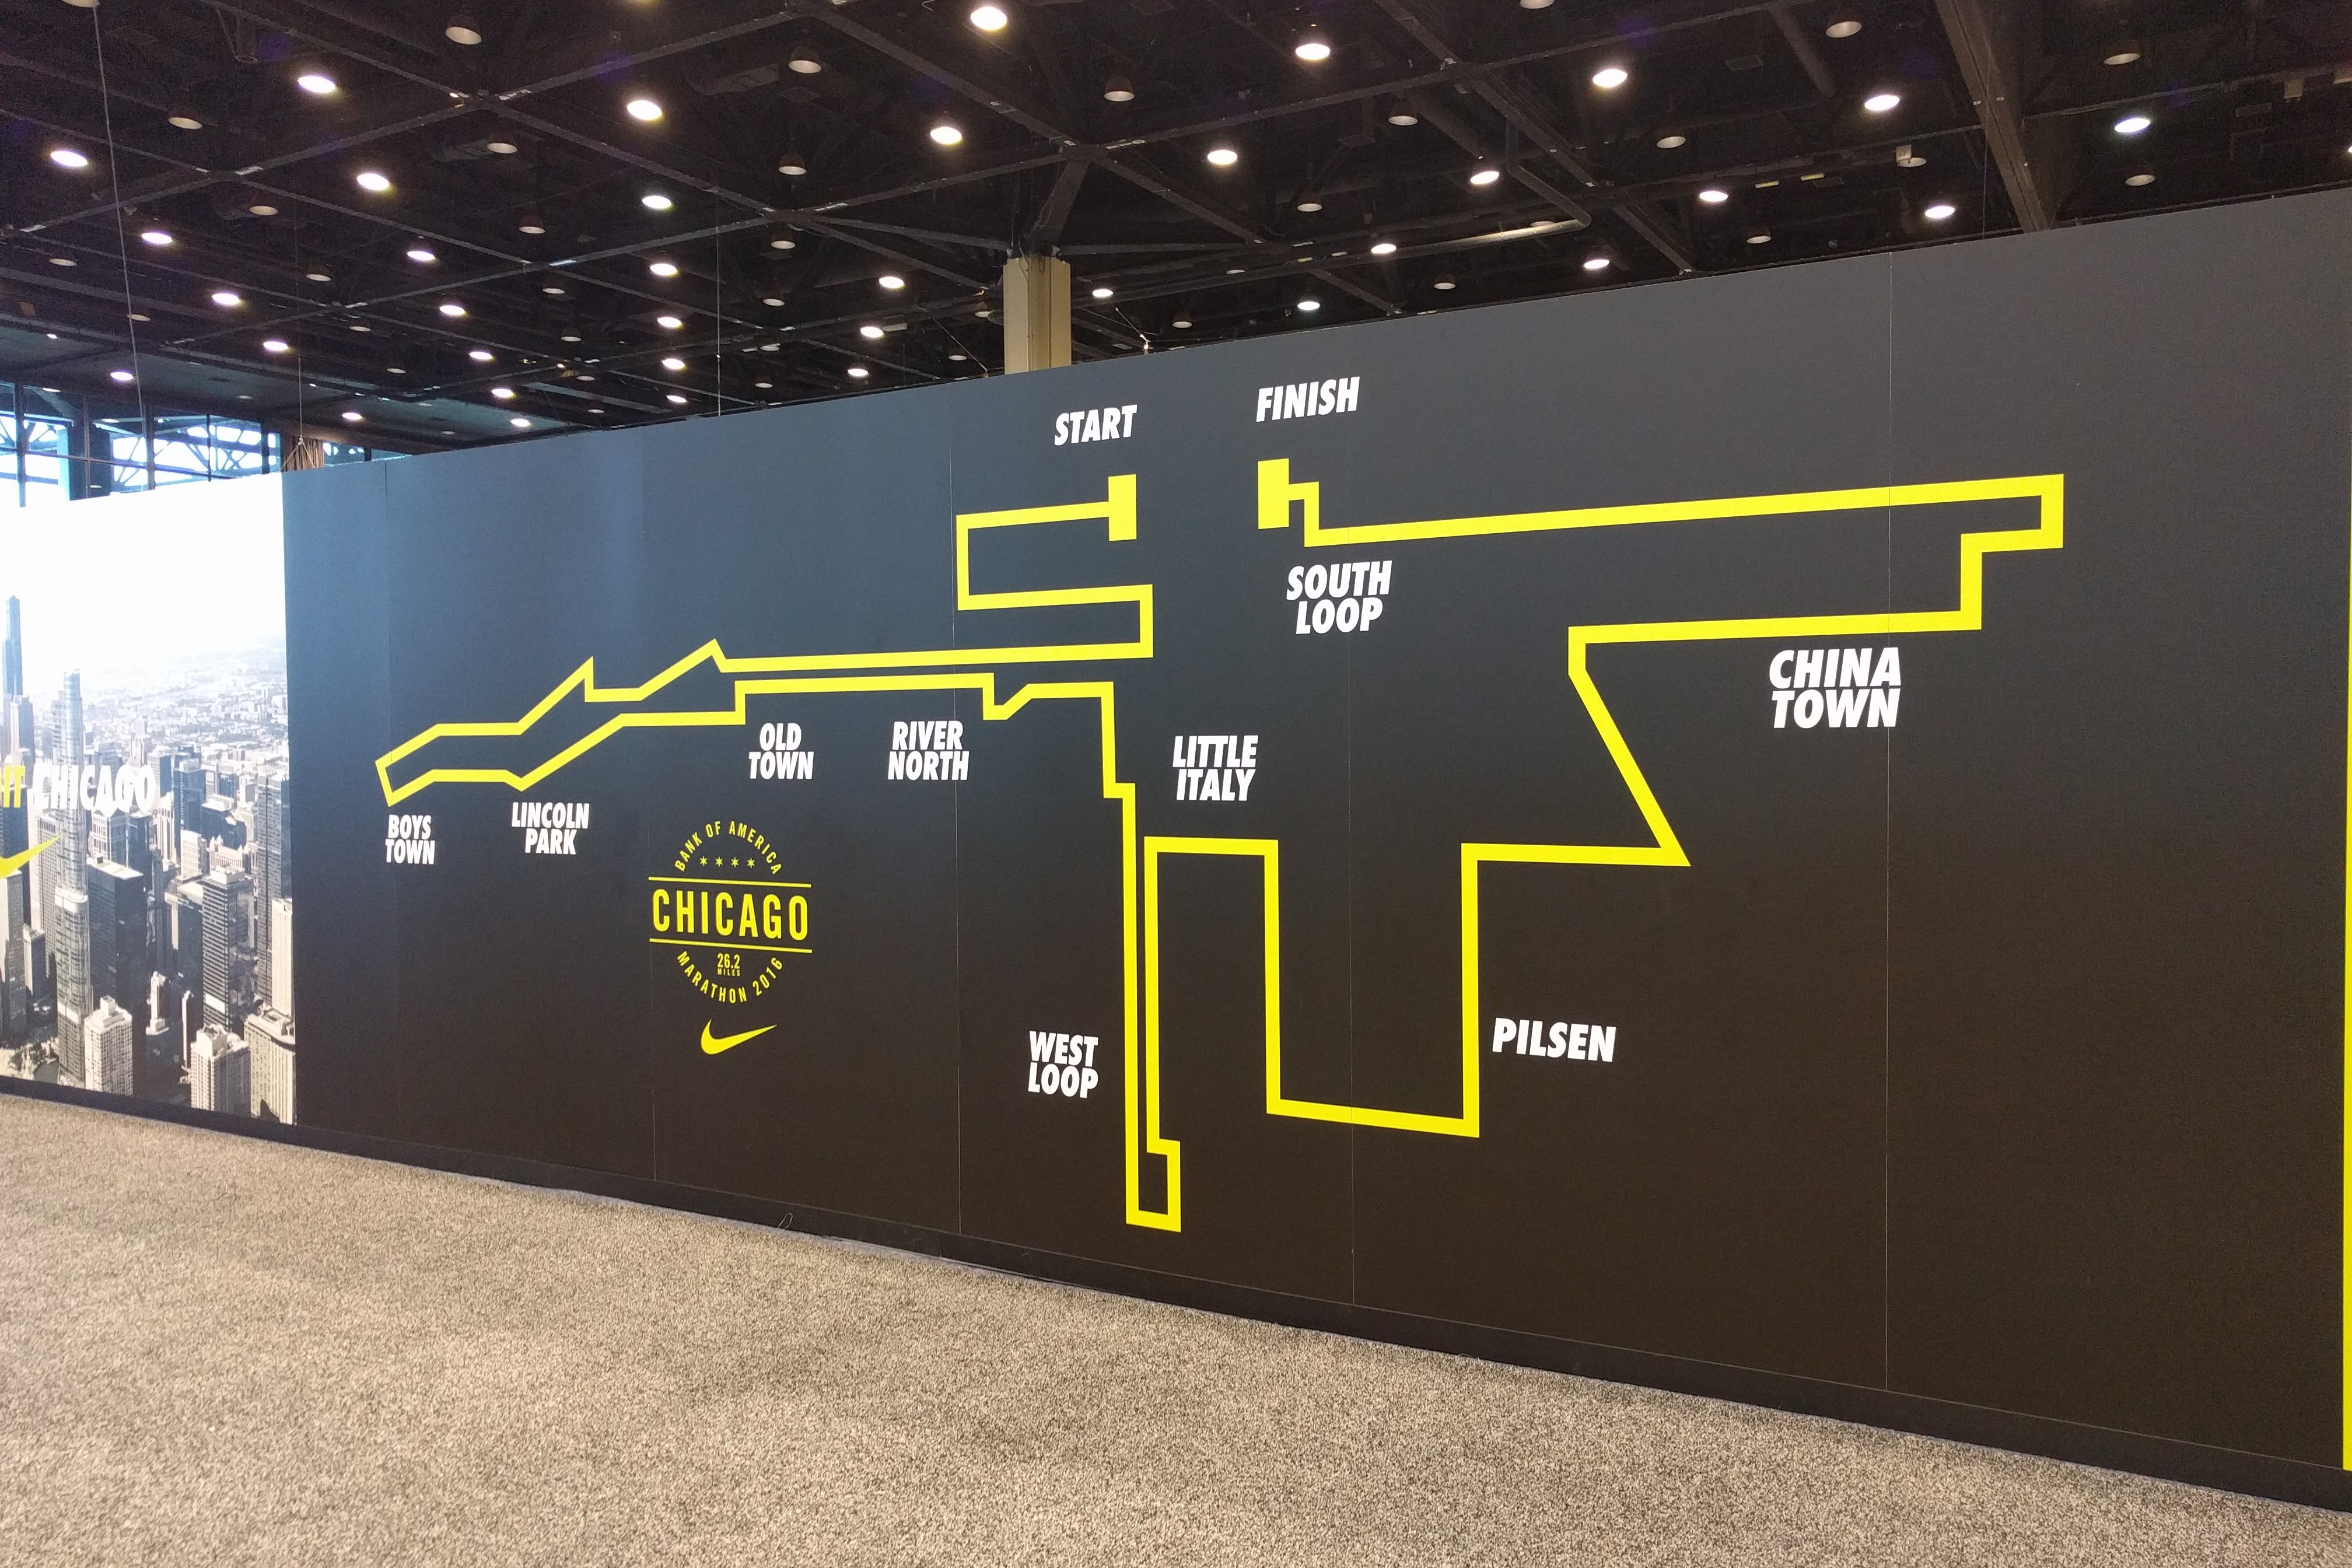 START
FINISH
SOUTH
LOOP
CHINA
TOWN
OLD
TOWN
RIVER
NORTH
LITTLE
ITALY
CHICAGO
BOYS
TOWN
LINCOLN
PARK
BANK OF AMERICA
CHICAGO
26.2
MILES
MARATHON 2016
WEST
LOOP
PILSEN